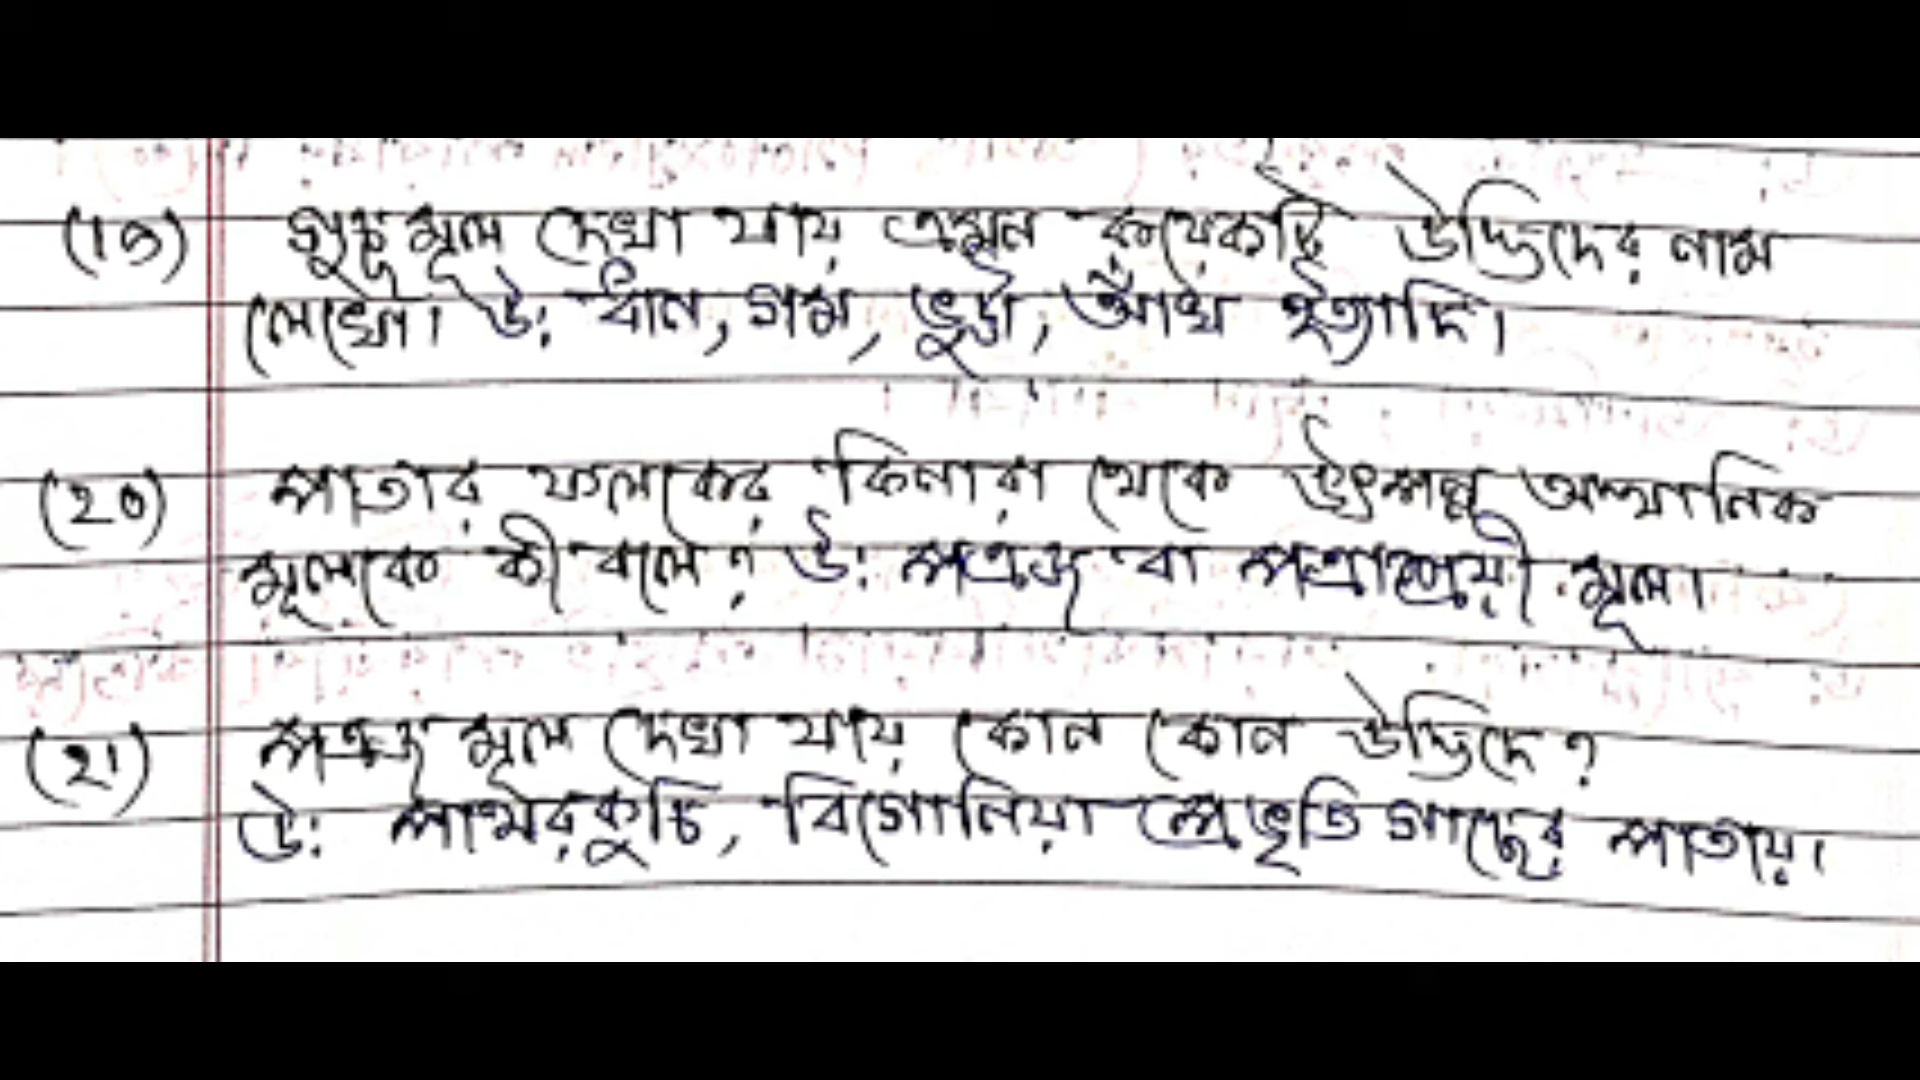 (১৯) গুচ্ছ মূল দেখা যায় এমন কয়েকটি উদ্ভিদের নাম
লেখো। উ: ধান, গম, ভুট্টা, আঁখ ইত্যাদি।
(২০) পাতার ফলকের কিনারা থেকে উৎপন্ন অস্থানিক
মূলকে কী বলে? উ: পত্রজ বা পত্রাশ্রয়ী মূল।
(২১) পত্রজ মূল দেখা যায় কোন কোন উদ্ভিদে?
উ: পাথরকুচি, বিগোনিয়া প্রভৃতি গাছের পাতায়।